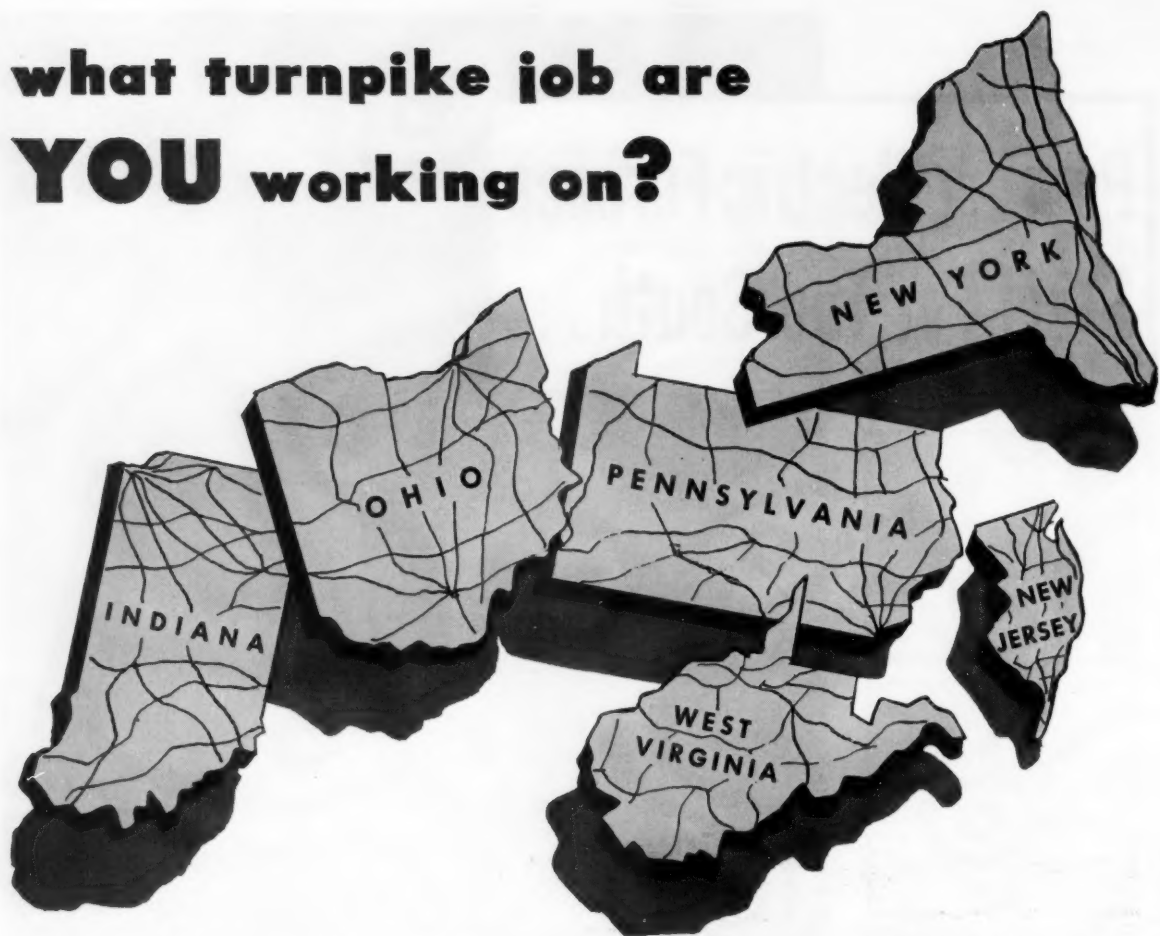 what turnpike job are
YOU working on?
NEW YORK
OHIO
PENNSYLVANIA
INDIANA
NEW
JERSEY
WEST
VIRGINIA